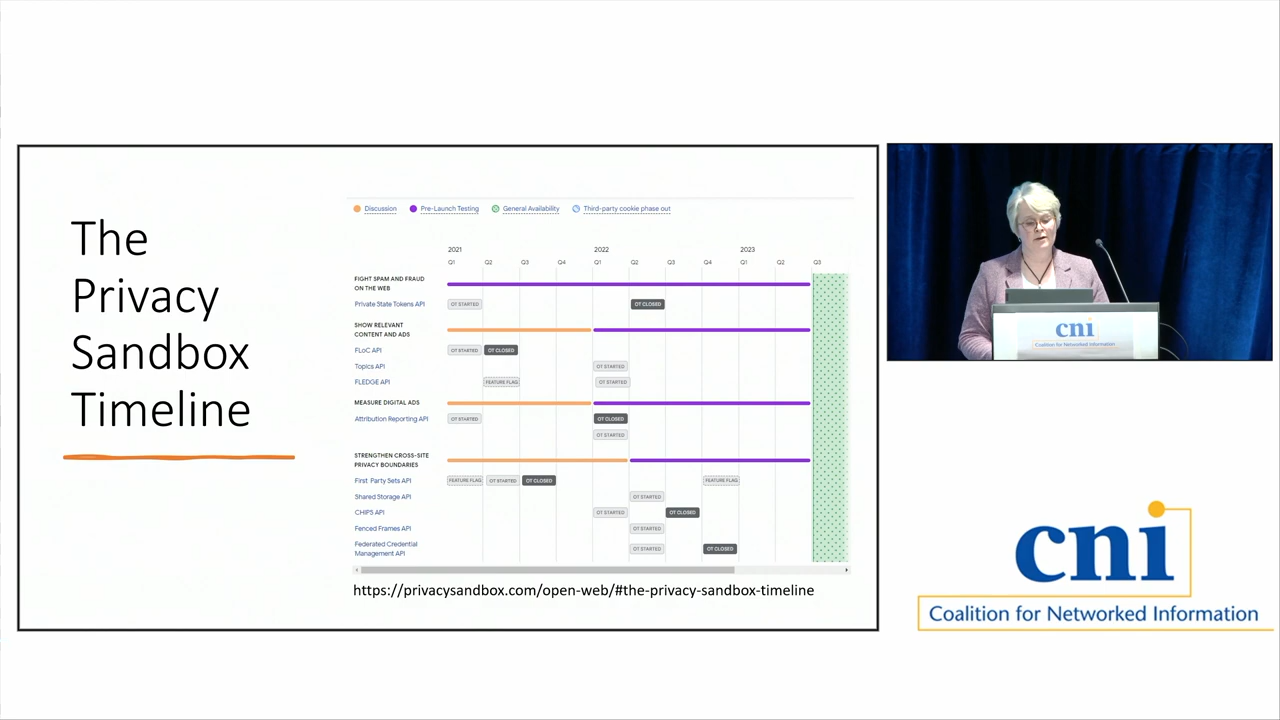 The
Privacy
Sandbox
Timeline
Discussion Pre-Launch Testing General Availability Third-party cookie phase out
2021 2022 2023
Q1 Q2 Q3 Q4 Q1 Q2 Q3 Q4 Q1 Q2 Q3
FIGHT SPAM AND FRAUD
ON THE WEB
Private State Tokens API OT STARTED OT CLOSED
SHOW RELEVANT
CONTENT AND ADS
FLoC API OT STARTED OT CLOSED
Topics API OT STARTED
FLEDGE API FEATURE FLAG OT STARTED
MEASURE DIGITAL ADS
Attribution Reporting API OT STARTED OT CLOSED
OT STARTED
STRENGTHEN CROSS-SITE
PRIVACY BOUNDARIES
First Party Sets API FEATURE FLAG OT STARTED OT CLOSED FEATURE FLAG
Shared Storage API OT STARTED
CHIPS API OT STARTED OT CLOSED
Fenced Frames API OT STARTED
Federated Credential
Management API OT STARTED OT CLOSED
https://privacysandbox.com/open-web/#the-privacy-sandbox-timeline
cni
Coalition for Networked Information
cni
Coalition for Networked Information